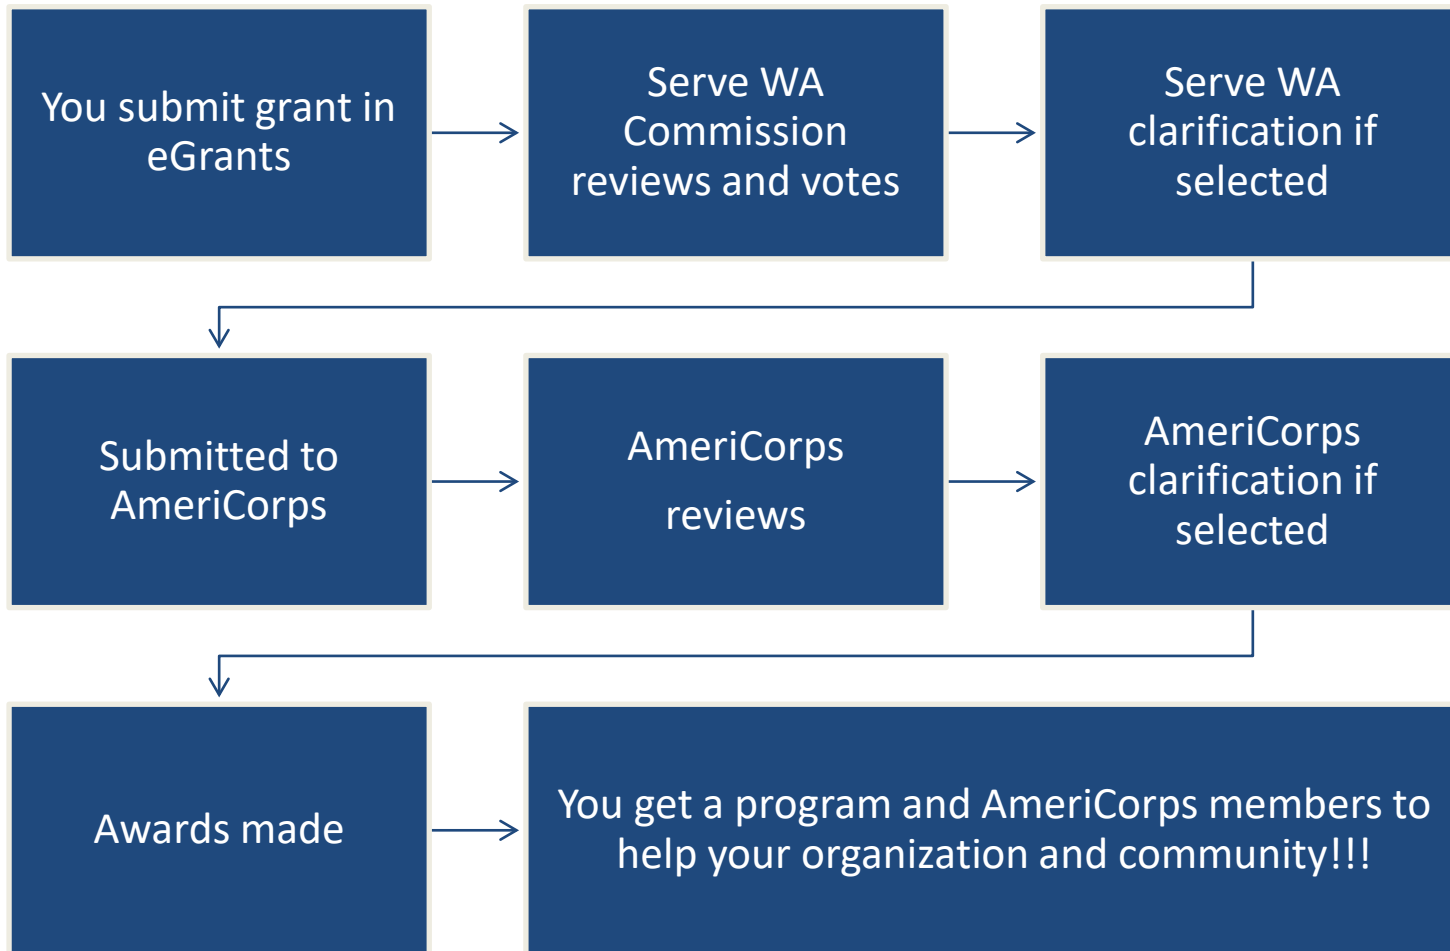 You submit grant in
eGrants
Serve WA
Commission
reviews and votes
Serve WA
clarification if
selected
Submitted to
AmeriCorps
AmeriCorps
reviews
AmeriCorps
clarification if
selected
Awards made
You get a program and AmeriCorps members to
help your organization and community!!!